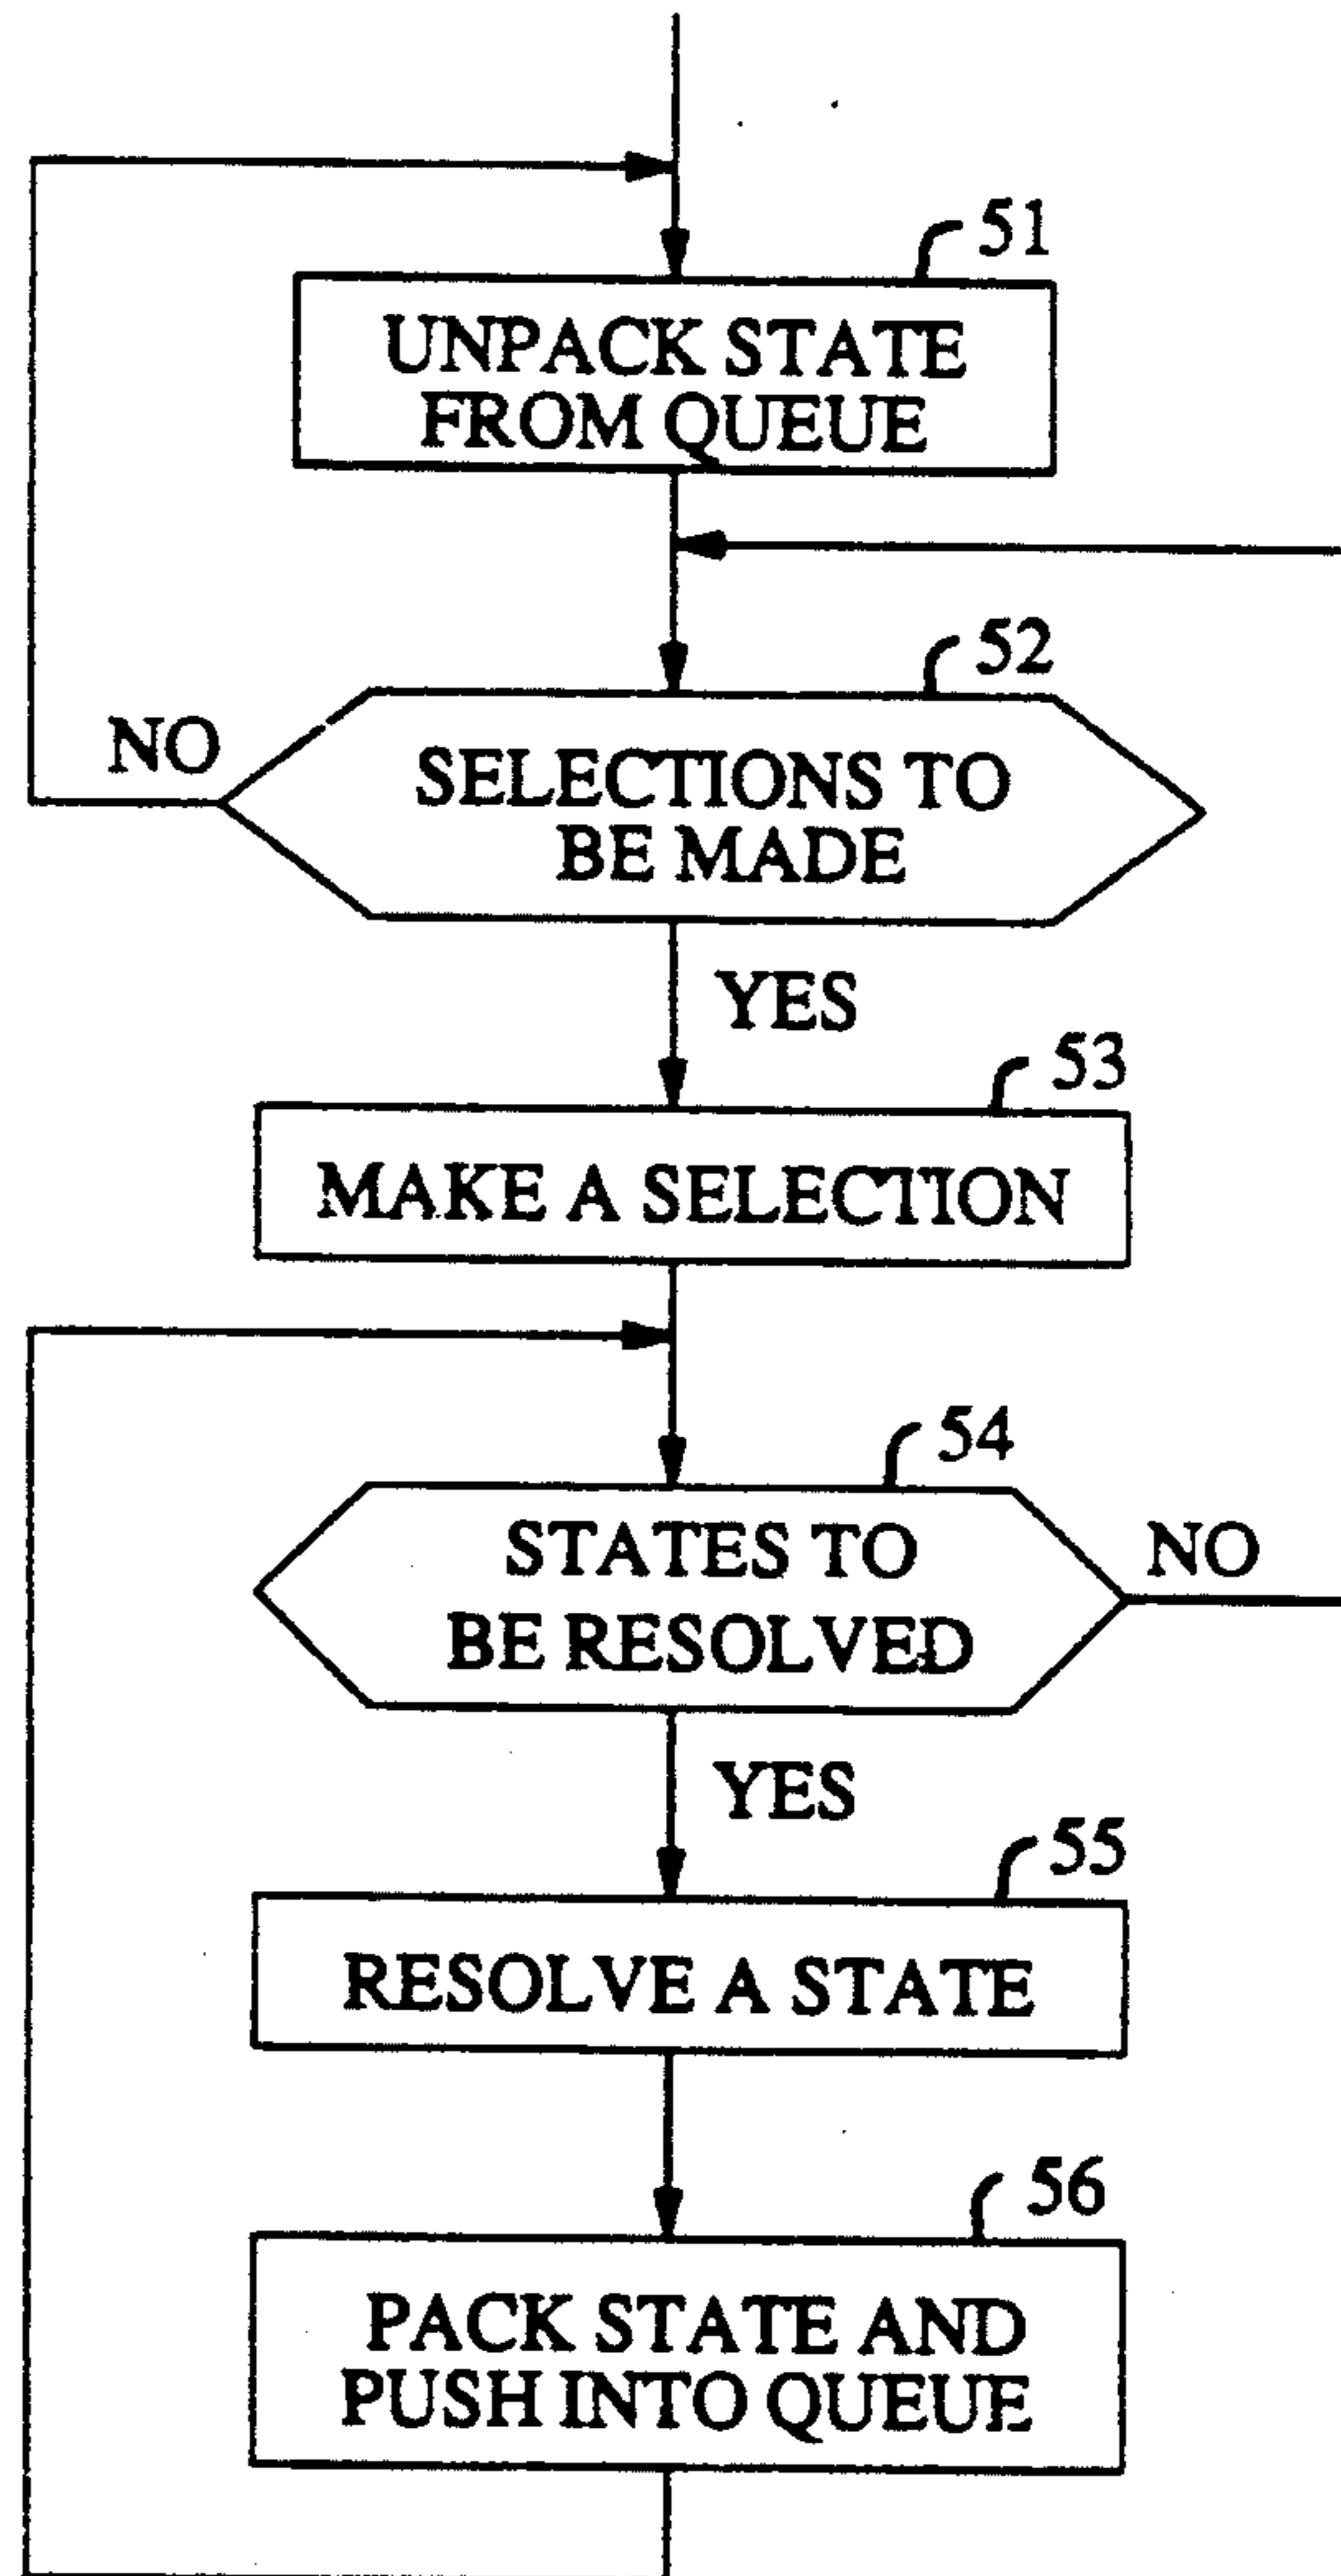 51
UNPACK STATE
FROM QUEUE
52
NO
SELECTIONS TO
BE MADE
YES
53
MAKE A SELECTION
54
STATES TO
NO
BE RESOLVED
YES
55
RESOLVE A STATE
56
PACK STATE AND
PUSH INTO QUEUE